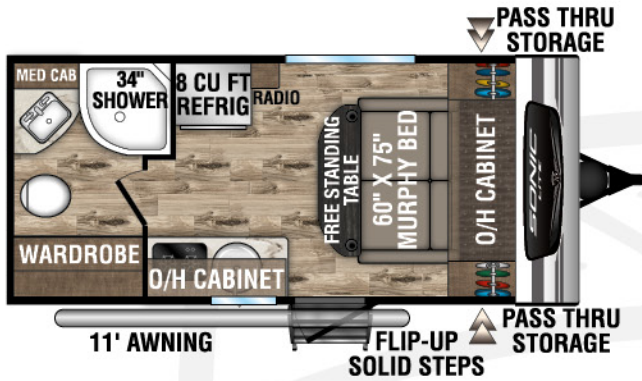 PASS THRU
STORAGE
MED CAB
34"
SHOWER
8 CU FT
REFRIG
RADIO
FREE STANDING
TABLE
60" X 75"
MURPHY BED
O/H CABINET
SONIC
LITE
WARDROBE
O/H CABINET
11' AWNING
FLIP-UP
SOLID STEPS
PASS THRU
STORAGE